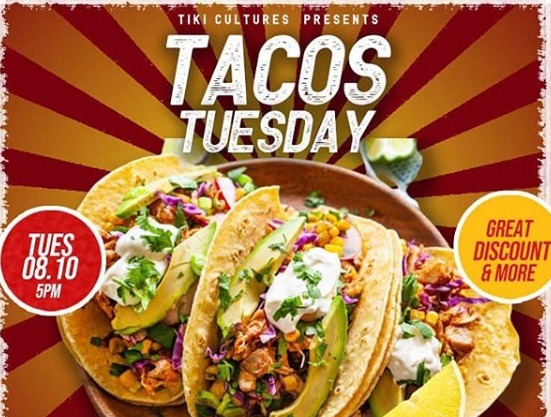 TIKI CULTURES PRESENTS
TACOS
TUESDAY
TUES
08.10
5PM
GREAT
DISCOUNT
& MORE